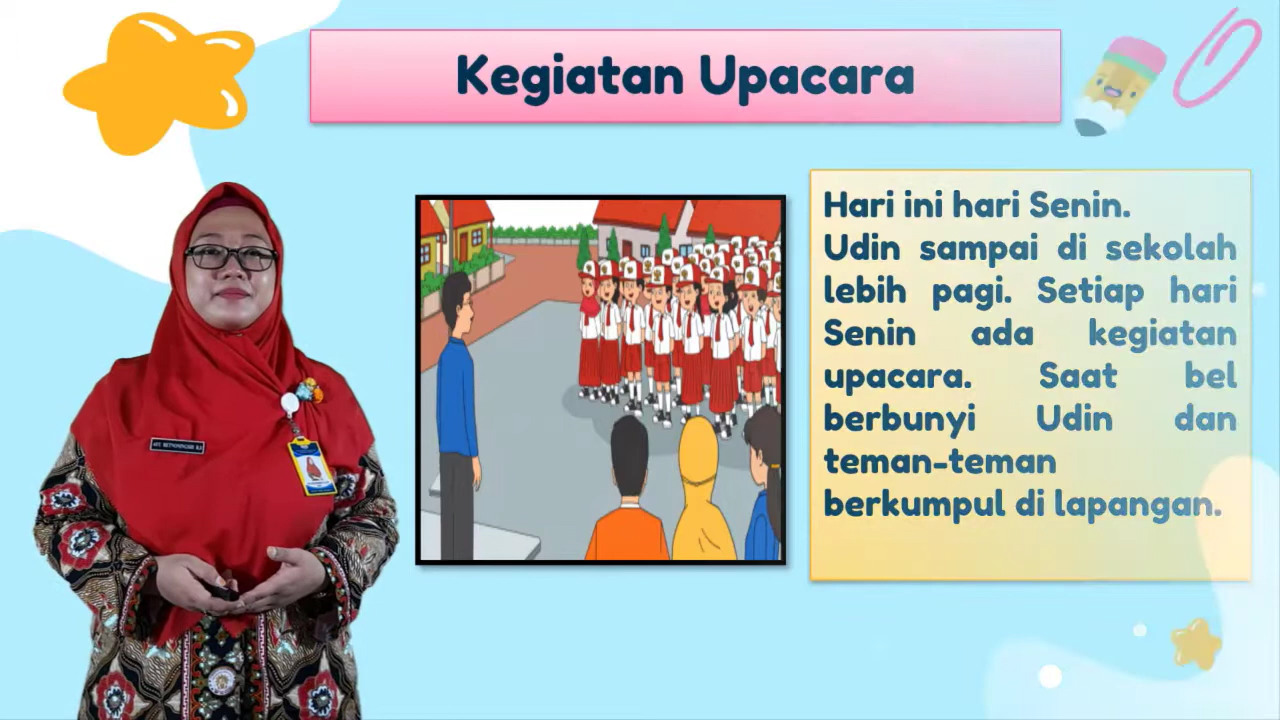 Kegiatan Upacara
Hari ini hari Senin.
Udin sampai di sekolah
lebih pagi. Setiap hari
Senin ada kegiatan
upacara. Saat bel
berbunyi Udin dan
teman-teman
berkumpul di lapangan.